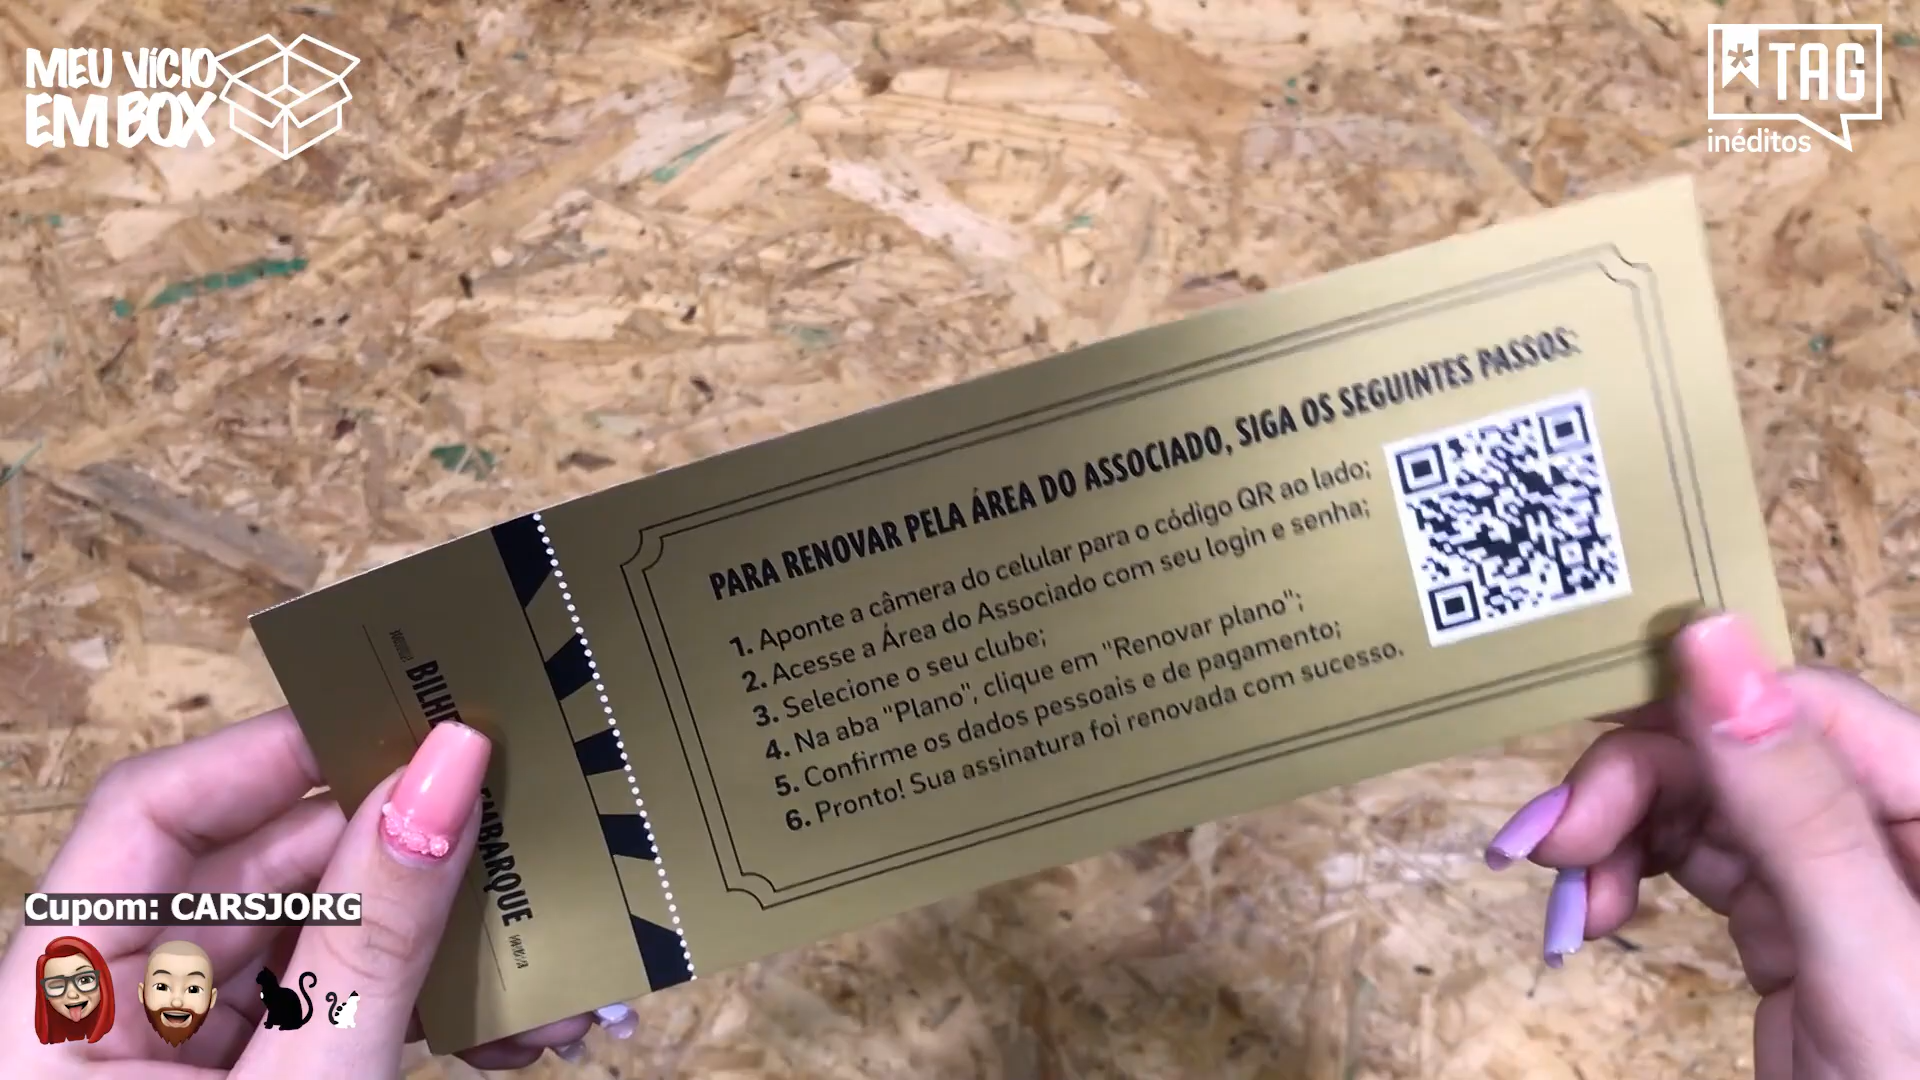 MEU VÍCIO
EM BOX
TAG
inéditos
PARA RENOVAR PELA ÁREA DO ASSOCIADO, SIGA OS SEGUINTES PASSOS:
1. Aponte a câmera do celular para o código QR ao lado;
2. Acesse a Área do Associado com seu login e senha;
3. Selecione o seu clube;
4. Na aba "Plano", clique em "Renovar plano";
5. Confirme os dados pessoais e de pagamento;
6. Pronto! Sua assinatura foi renovada com sucesso.
Cupom: CARSJORG